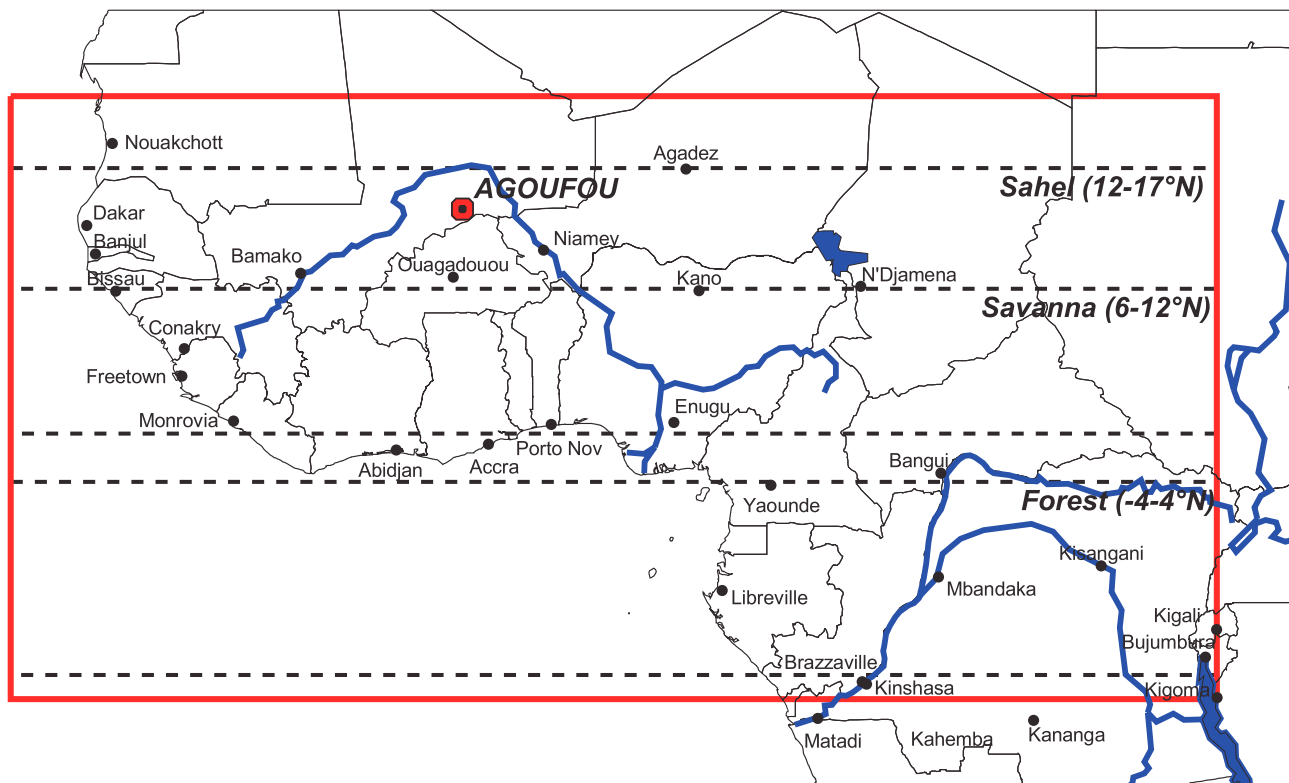 Nouakchott
Agadez
Sahel (12-17°N)
AGOUFOU
Dakar
Banjul
Niamey
Bamako
Ouagadouou
Bissau
Kano
N'Djamena
Savanna (6-12°N)
Conakry
Freetown
Monrovia
Enugu
Porto Nov
Abidjan
Accra
Bangui
Yaounde
Forest (-4-4°N)
Kisangani
Mbandaka
Libreville
Kigali
Bujumbura
Brazzaville
Kinshasa
Kigoma
Matadi
Kahemba
Kananga